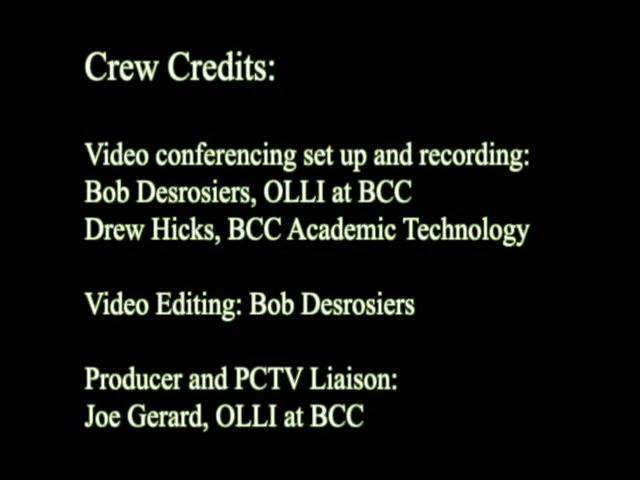 Crew Credits:
Video conferencing set up and recording:
Bob Desrosiers, OLLI at BCC
Drew Hicks, BCC Academic Technology
Video Editing: Bob Desrosiers
Producer and PCTV Liaison:
Joe Gerard, OLLI at BCC